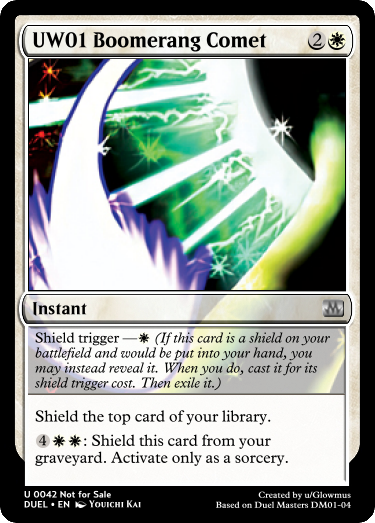 UW01 Boomerang Comet 2
Instant M
Shield trigger — (If this card is a shield on your
battlefield and would be put into your hand, you
may instead reveal it. When you do, cast it for its
shield trigger cost. Then exile it.)
Shield the top card of your library.
4 : Shield this card from your
graveyard. Activate only as a sorcery.
U 0042 Not for Sale
DUEL • EN Youichi Kai
Created by u/Glowmus
Based on Duel Masters DM01-04